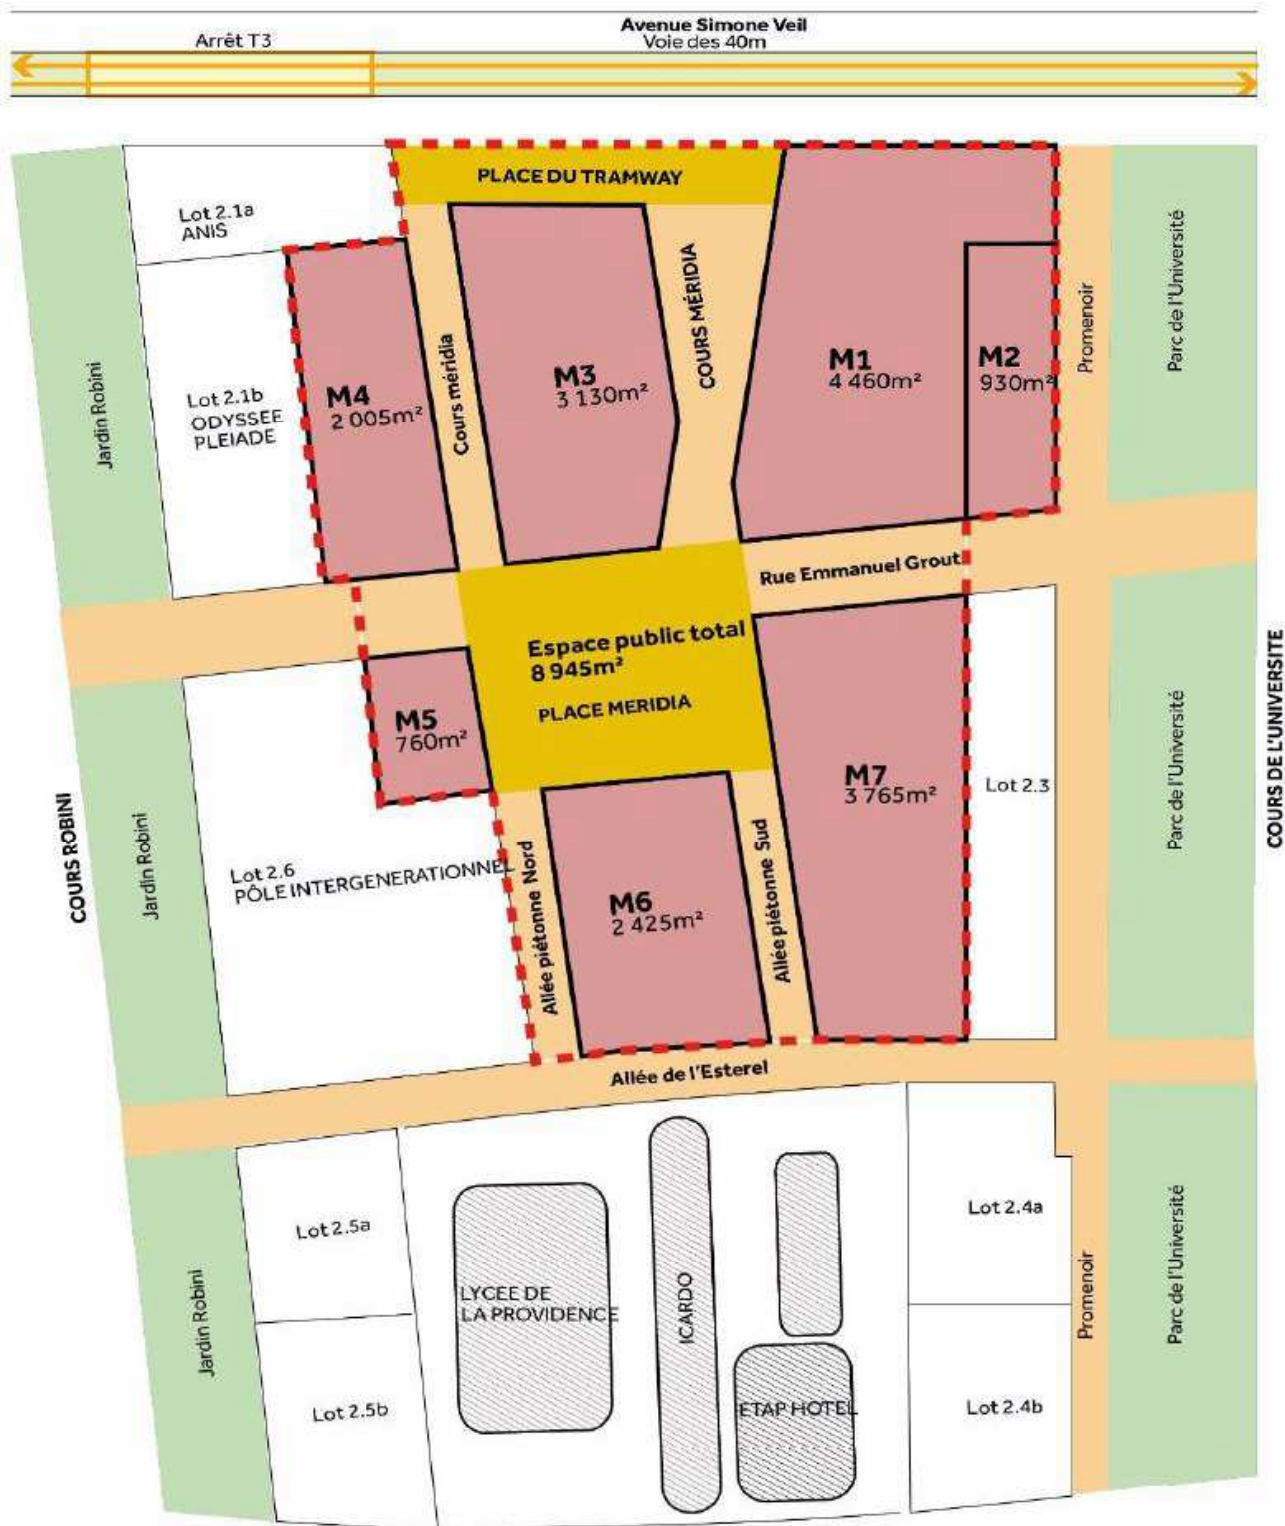 Avenue Simone Veil
Voie des 40m
Arrêt T3
PLACE DU TRAMWAY
Lot 2.1a
ANIS
Jardin Robini
Lot 2.1b
ODYSSEE
PLEIADE
M4
2 005m²
Cours méridia
M3
3 130m²
COURS MÉRIDIA
M1
4 460m²
M2
930m²
Promenoir
Parc de l'Université
Rue Emmanuel Grout
Espace public total
8 945m²
PLACE MERIDIA
M5
760m²
M7
3 765m²
Lot 2.3
Parc de l'Université
COURS DE L'UNIVERSITE
COURS ROBINI
Jardin Robini
Lot 2.6
PÔLE INTERGENERATIONNEL
Allée piétonne Nord
M6
2 425m²
Allée piétonne Sud
Allée de l'Esterel
Lot 2.5a
Lot 2.4a
Jardin Robini
LYCEE DE
LA PROVIDENCE
ICARDO
Promenoir
Parc de l'Université
Lot 2.5b
ETAP HOTEL
Lot 2.4b